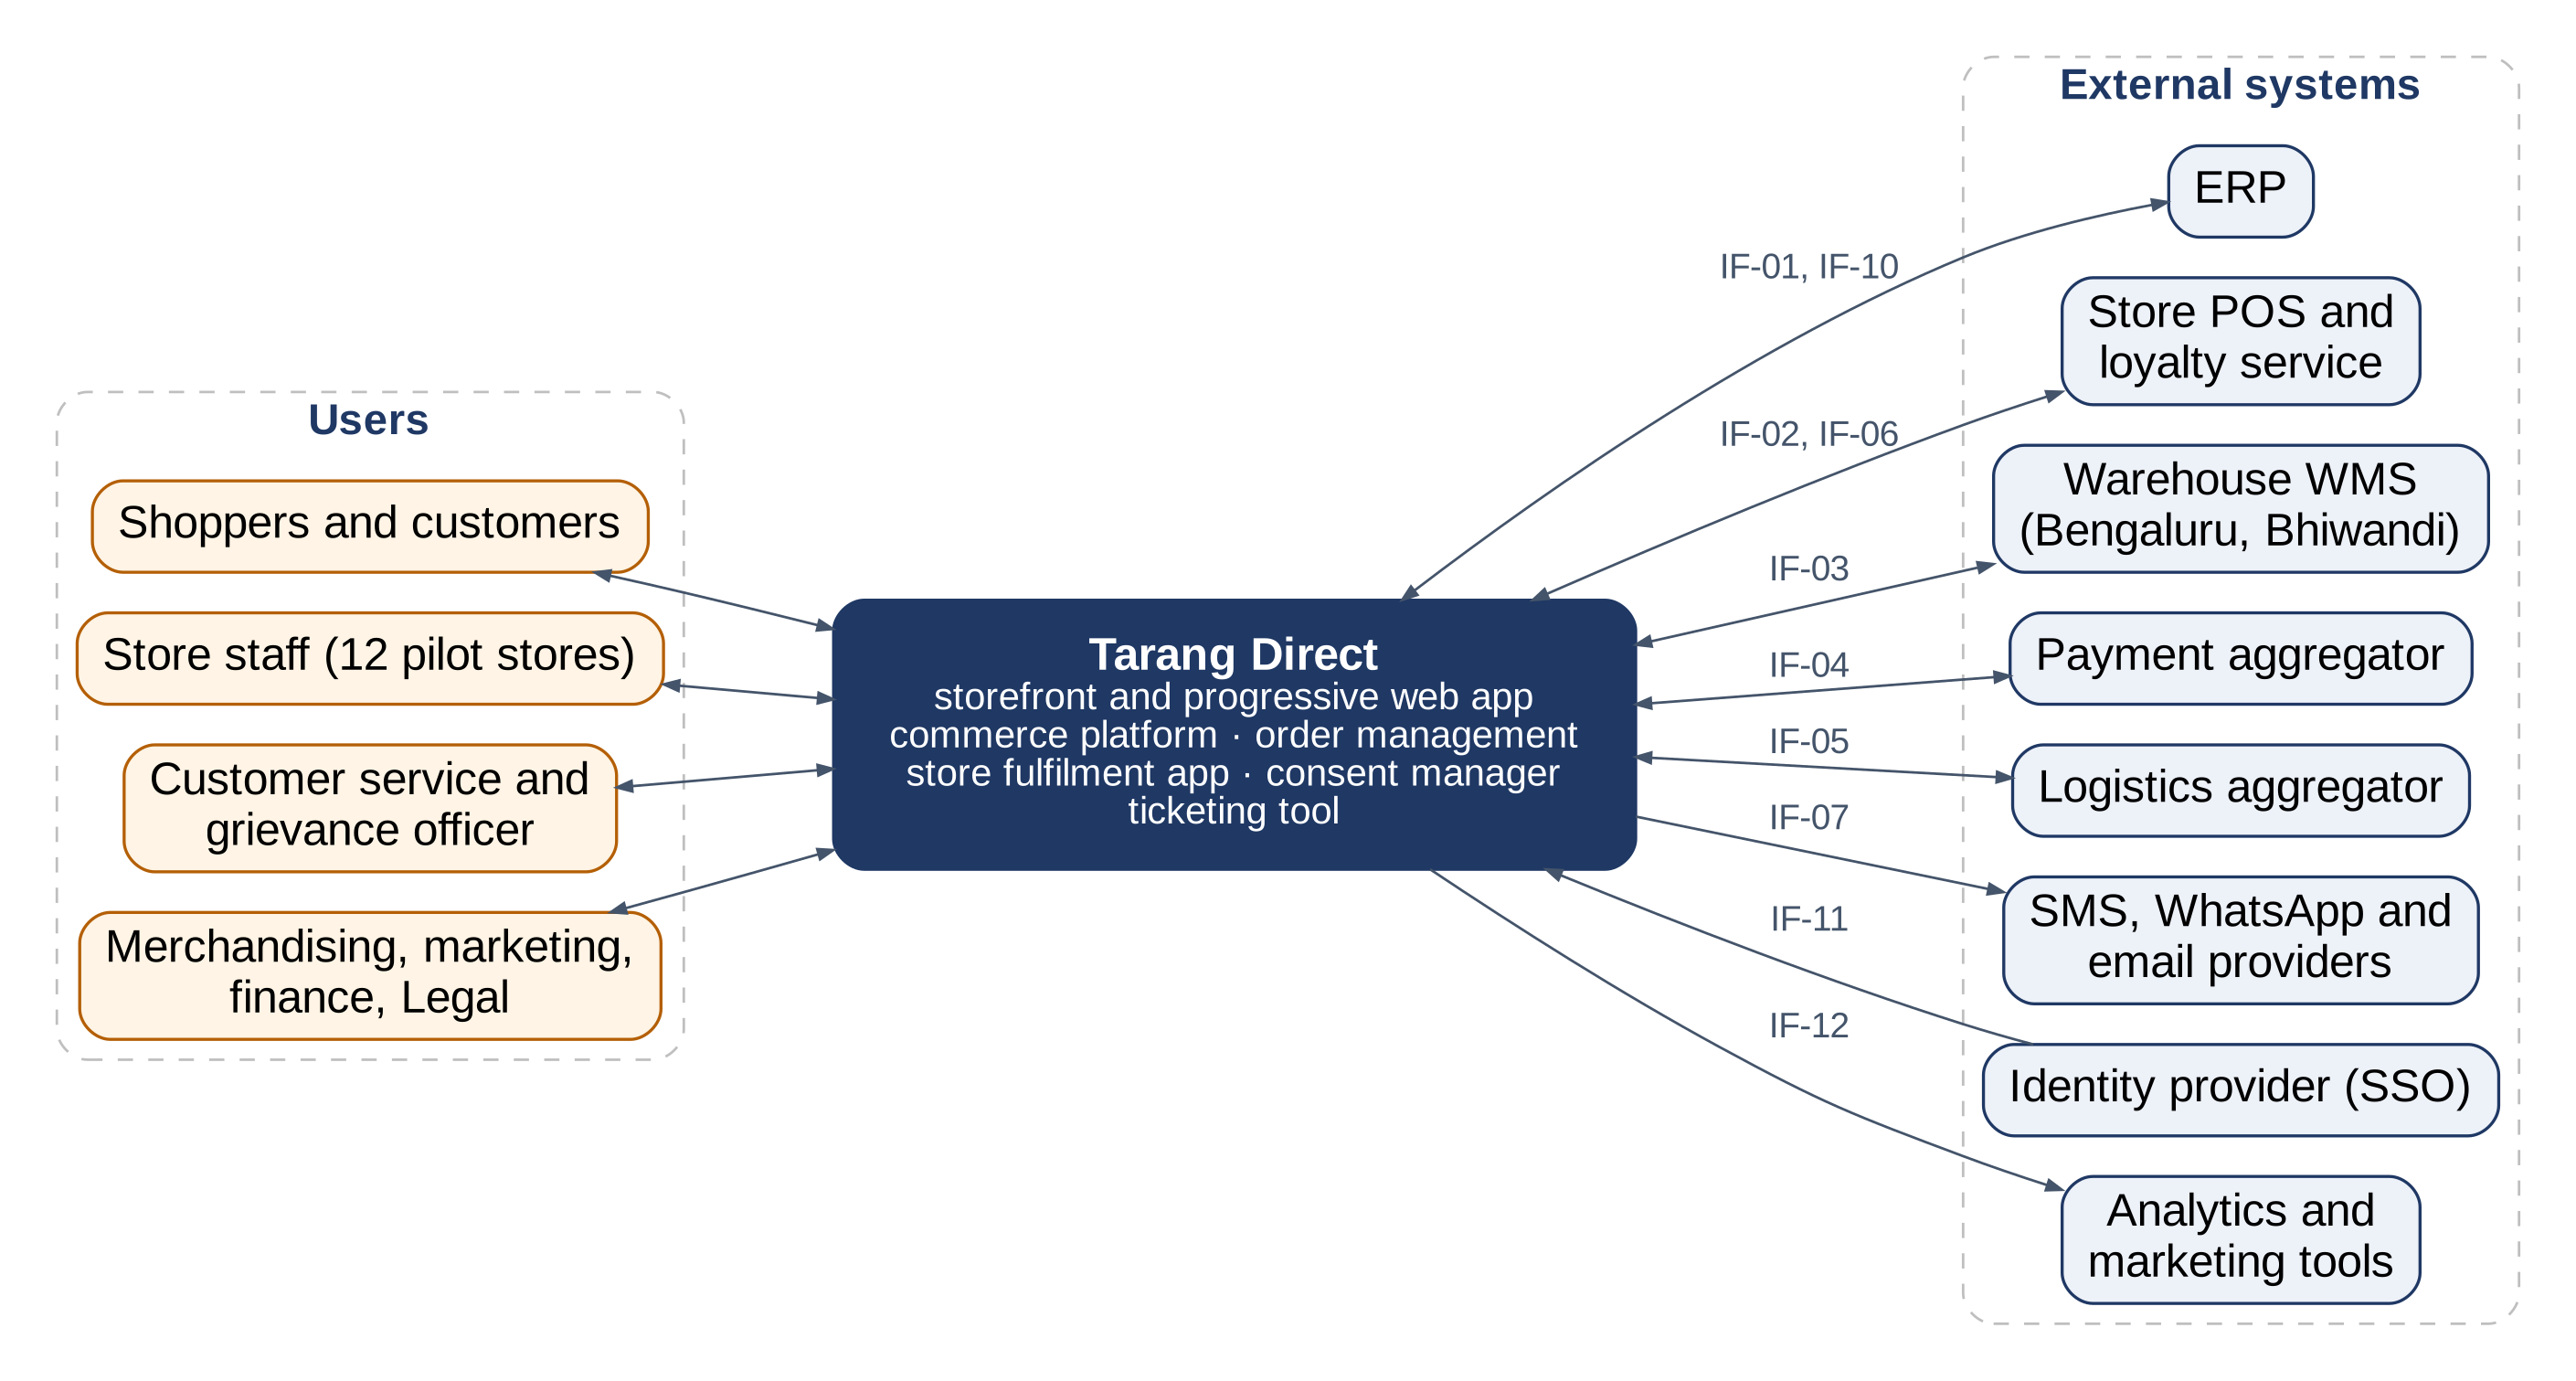 Users
Shoppers and customers
Store staff (12 pilot stores)
Customer service and
grievance officer
Merchandising, marketing,
finance, Legal
Tarang Direct
storefront and progressive web app
commerce platform · order management
store fulfilment app · consent manager
ticketing tool
IF-01, IF-10
IF-02, IF-06
IF-03
IF-04
IF-05
IF-07
IF-11
IF-12
External systems
ERP
Store POS and
loyalty service
Warehouse WMS
(Bengaluru, Bhiwandi)
Payment aggregator
Logistics aggregator
SMS, WhatsApp and
email providers
Identity provider (SSO)
Analytics and
marketing tools